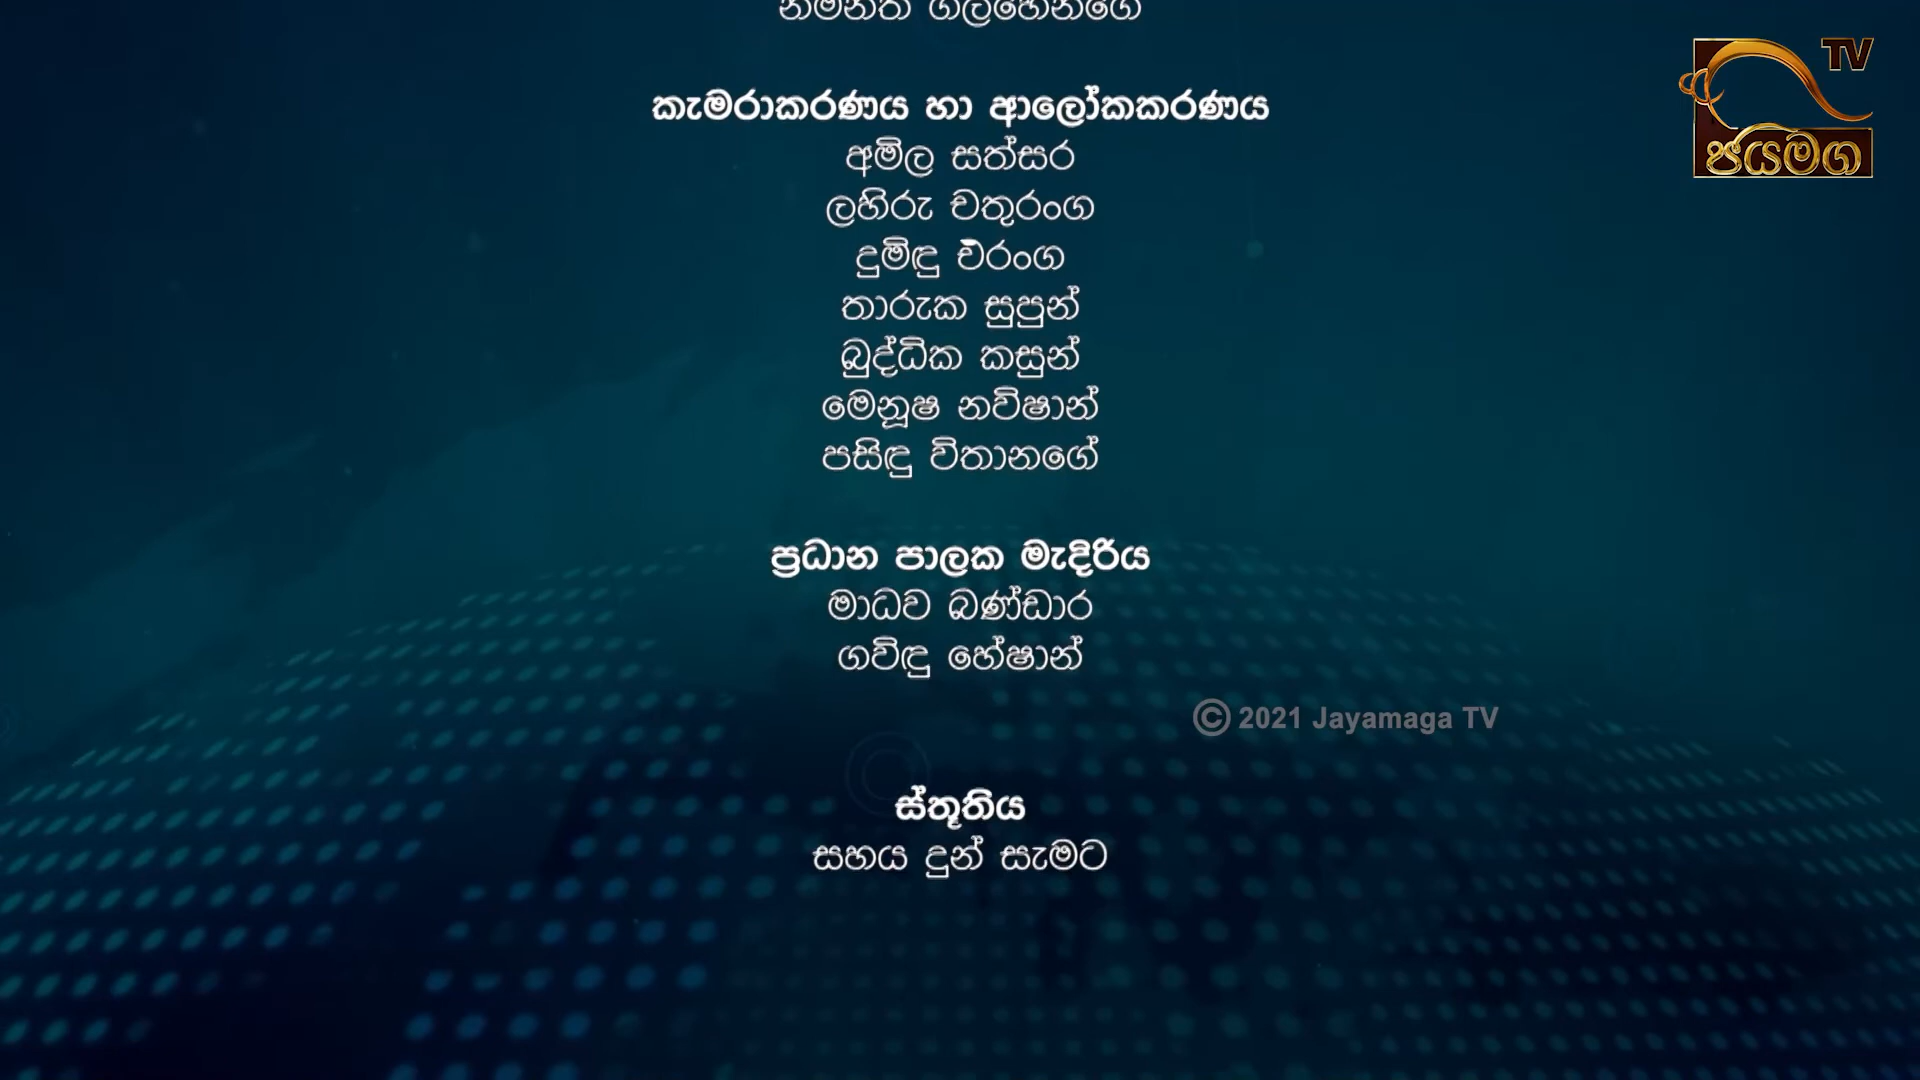 TV
ජයමග
කැමරාකරණය හා ආලෝකකරණය
අමිල සත්සර
ලහිරු චතුරංග
දුමිඳු එරංග
තාරුක සුපුන්
බුද්ධික කසුන්
මෙනූෂ නවිෂාන්
පසිඳු විතානගේ
ප්‍රධාන පාලක මැදිරිය
මාධව බණ්ඩාර
ගවිඳු හේෂාන්
© 2021 Jayamaga TV
ස්තූතිය
සහය දුන් සැමට